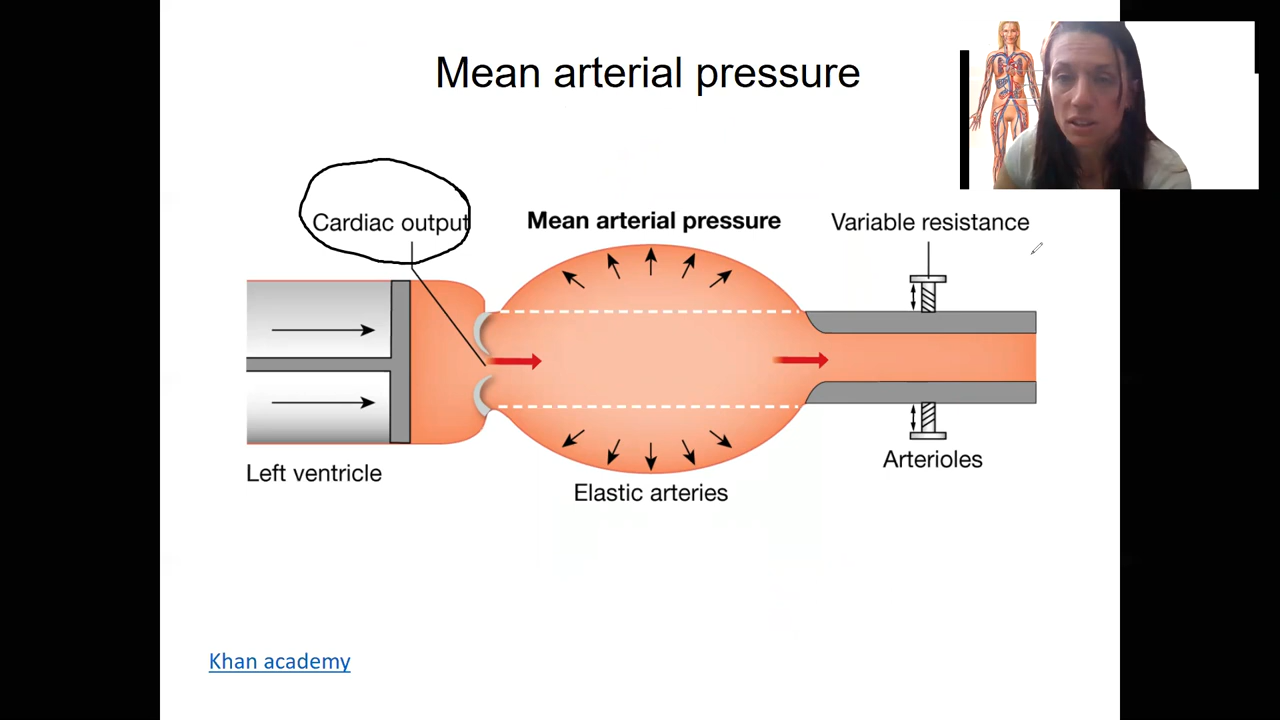 Mean arterial pressure
Cardiac output
Mean arterial pressure
Variable resistance
Left ventricle
Elastic arteries
Arterioles
Khan academy